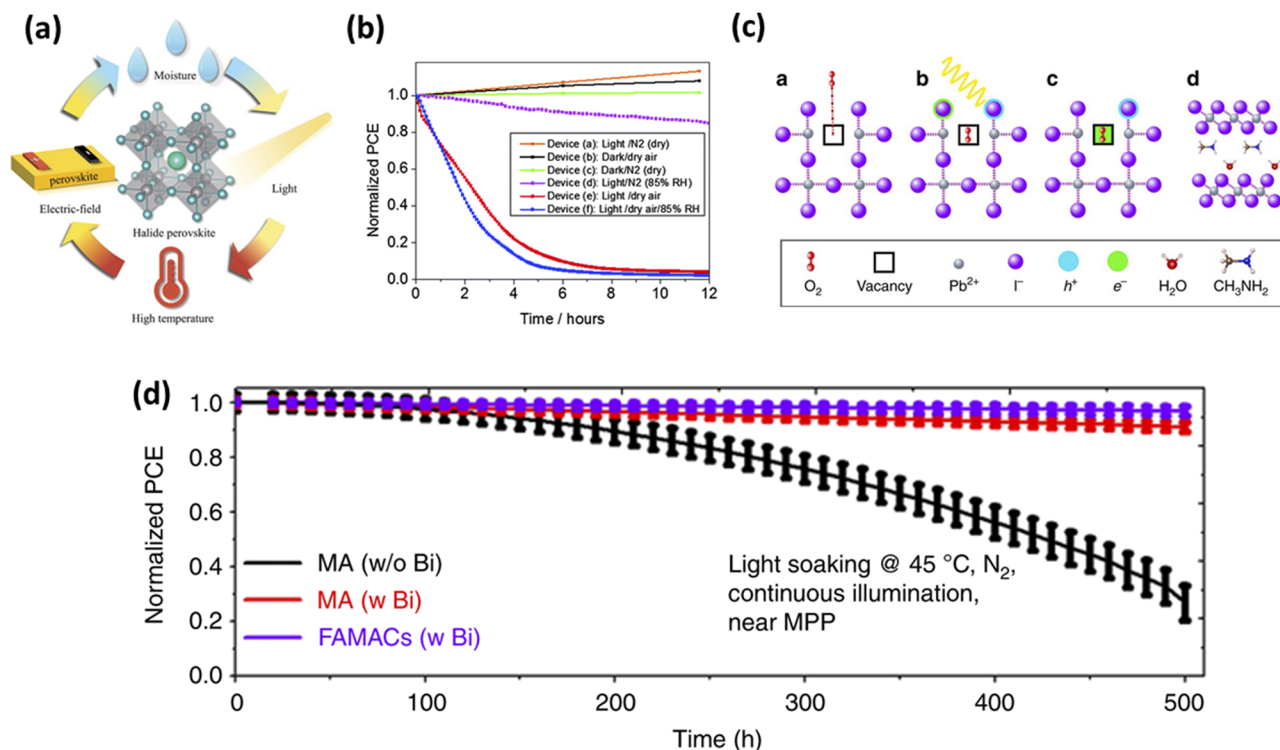 (a)
Moisture
perovskite
Electric-field
Light
Halide perovskite
High temperature
(b)
Normalized PCE
1.0
0.8
0.6
0.4
0.2
0.0
Device (a): Light /N2 (dry)
Device (b): Dark/dry air
Device (c): Dark/N2 (dry)
Device (d): Light/N2 (85% RH)
Device (e): Light /dry air
Device (f): Light /dry air/85% RH
0 2 4 6 8 10 12
Time / hours
(c)
a b c d
O₂ Vacancy Pb²⁺ I⁻ h⁺ e⁻ H₂O CH3NH2
(d)
Normalized PCE
1.0
0.8
0.6
0.4
0.2
0.0
MA (w/o Bi)
MA (w Bi)
FAMACs (w Bi)
Light soaking @ 45 °C, N₂,
continuous illumination,
near MPP
0 100 200 300 400 500
Time (h)